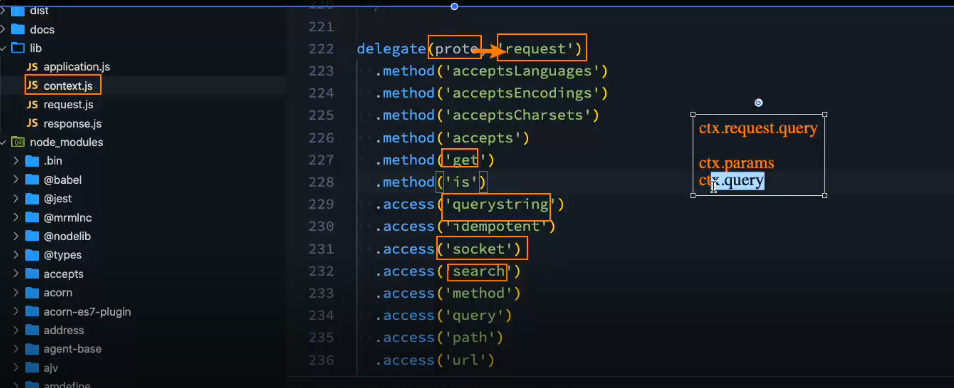 dist
docs
lib
JS application.js
JS context.js
JS request.js
JS response.js
node_modules
.bin
@babel
@jest
@mrmlnc
@nodelib
@types
accepts
acorn
acorn-es7-plugin
address
agent-base
ajv
amdefine
221
222 delegate(proto, 'request')
223 .method('acceptsLanguages')
224 .method('acceptsEncodings')
225 .method('acceptsCharsets')
226 .method('accepts')
227 .method('get')
228 .method('is')
229 .access('querystring')
230 .access('idempotent')
231 .access('socket')
232 .access('search')
233 .access('method')
234 .access('query')
235 .access('path')
236 .access('url')
ctx.request.query
ctx.params
ctx.query